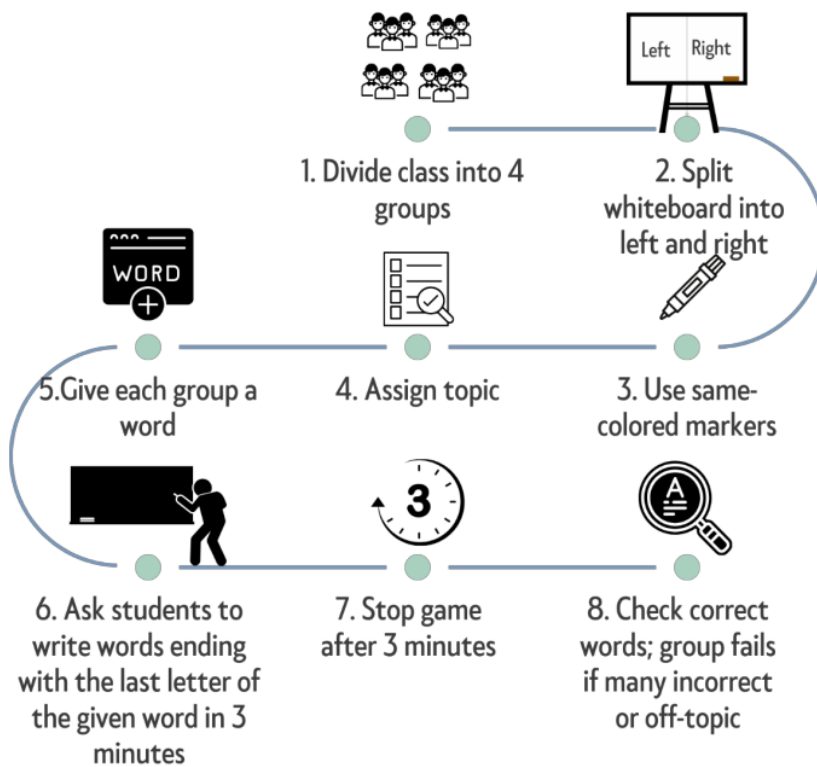 Left
Right
1. Divide class into 4
groups
2. Split
whiteboard into
left and right
3. Use same-
colored markers
4. Assign topic
WORD
5.Give each group a
word
6. Ask students to
write words ending
with the last letter of
the given word in 3
minutes
3
7. Stop game
after 3 minutes
A
8. Check correct
words; group fails
if many incorrect
or off-topic